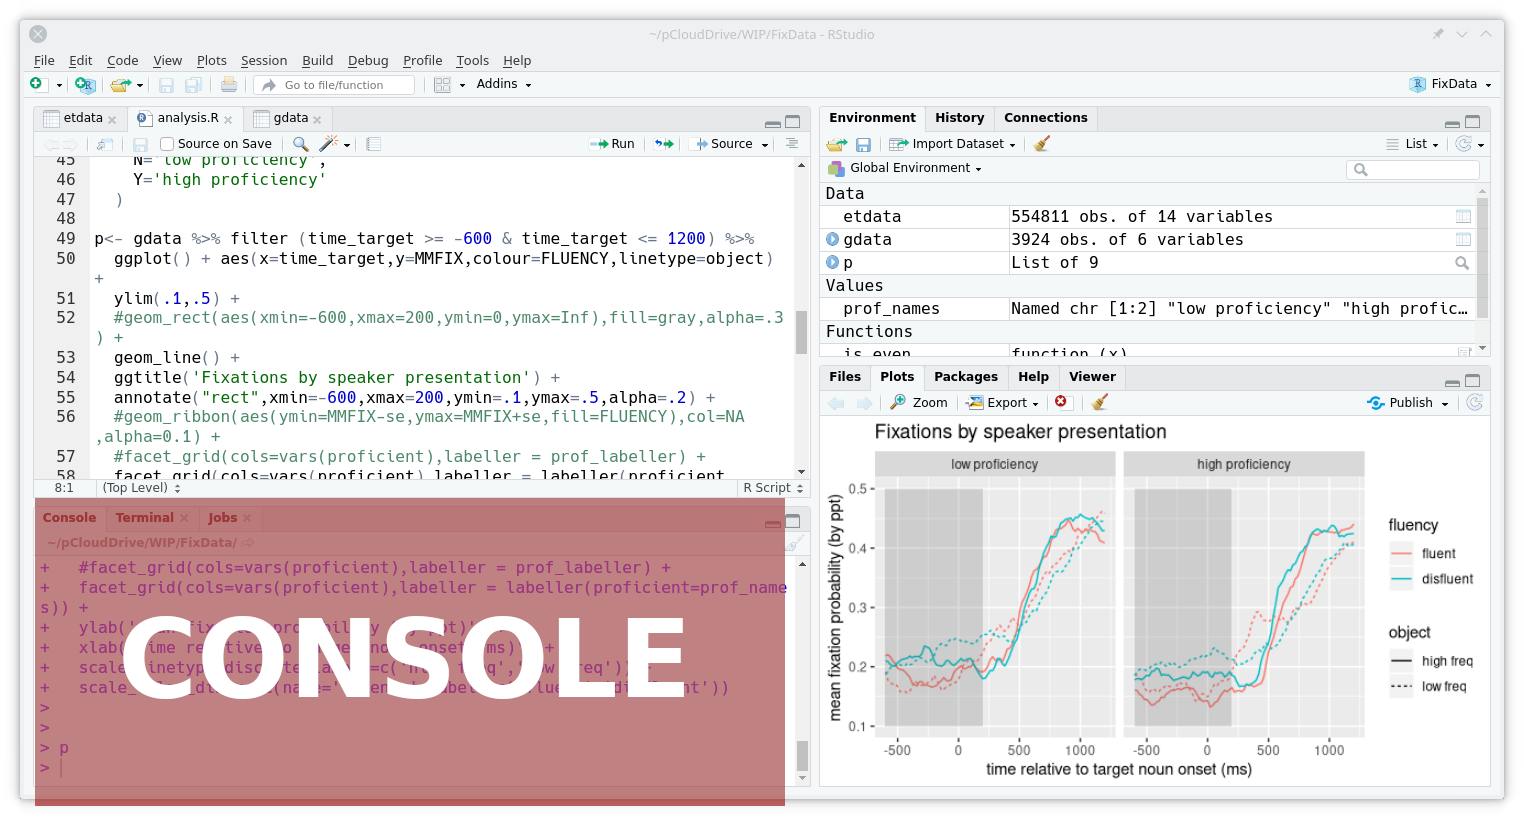 ~/pCloudDrive/WIP/FixData - RStudio
File Edit Code View Plots Session Build Debug Profile Tools Help
Go to file/function Addins FixData
etdata analysis.R gdata
Source on Save Run Source
45 N='low proficiency',
46 Y='high proficiency'
47 )
48
49 p<- gdata %>% filter (time_target >= -600 & time_target <= 1200) %>%
50 ggplot() + aes(x=time_target,y=MMFIX,colour=FLUENCY,linetype=object)
+
51 ylim(.1,.5) +
52 #geom_rect(aes(xmin=-600,xmax=200,ymin=0,ymax=Inf),fill=gray,alpha=.3
) +
53 geom_line() +
54 ggtitle('Fixations by speaker presentation') +
55 annotate("rect",xmin=-600,xmax=200,ymin=.1,ymax=.5,alpha=.2) +
56 #geom_ribbon(aes(ymin=MMFIX-se,ymax=MMFIX+se,fill=FLUENCY),col=NA
,alpha=0.1) +
57 #facet_grid(cols=vars(proficient),labeller = prof_labeller) +
58 facet_grid(cols=vars(proficient),labeller = labeller(proficient
8:1 (Top Level) R Script
Console Terminal Jobs
~/pCloudDrive/WIP/FixData/
+ #facet_grid(cols=vars(proficient),labeller = prof_labeller) +
+ facet_grid(cols=vars(proficient),labeller = labeller(proficient=prof_name
s)) +
+ ylab('
+ xlab(
+ scale
+ scale_
>
>
> p
>
CONSOLE
Environment History Connections
Import Dataset List
Global Environment
Data
etdata 554811 obs. of 14 variables
gdata 3924 obs. of 6 variables
p List of 9
Values
prof_names Named chr [1:2] "low proficiency" "high profic…
Functions
is_even function (x)
Files Plots Packages Help Viewer
Zoom Export Publish
Fixations by speaker presentation
low proficiency high proficiency
mean fixation probability (by ppt)
0.5
0.4
0.3
0.2
0.1
-500 0 500 1000 -500 0 500 1000
time relative to target noun onset (ms)
fluency
fluent
disfluent
object
high freq
low freq